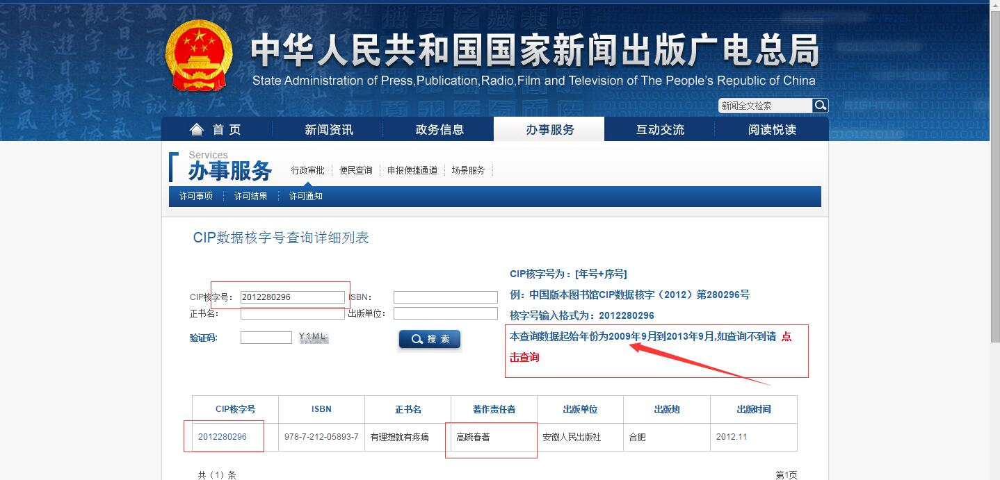 中华人民共和国国家新闻出版广电总局
State Administration of Press,Publication,Radio,Film and Television of The People's Republic of China
新闻全文检索
首 页 新闻资讯 政务信息 办事服务 互动交流 阅读悦读
Services
办事服务 行政审批 便民查询 申报便捷通道 场景服务
许可事项 许可结果 许可通知
CIP数据核字号查询详细列表
CIP核字号为：[年号+序号]
CIP核字号： 2012280296 ISBN：
例：中国版本图书馆CIP数据核字（2012）第280296号
正书名： 出版单位：
核字号输入格式为：2012280296
验证码: Y1ML 搜 索
本查询数据起始年份为2009年9月到2013年9月,如查询不到请 点
击查询
CIP核字号 ISBN 正书名 著作责任者 出版单位 出版地 出版时间
2012280296 978-7-212-05893-7 有理想就有疼痛 高晓春著 安徽人民出版社 合肥 2012.11
共（1）条 第1页